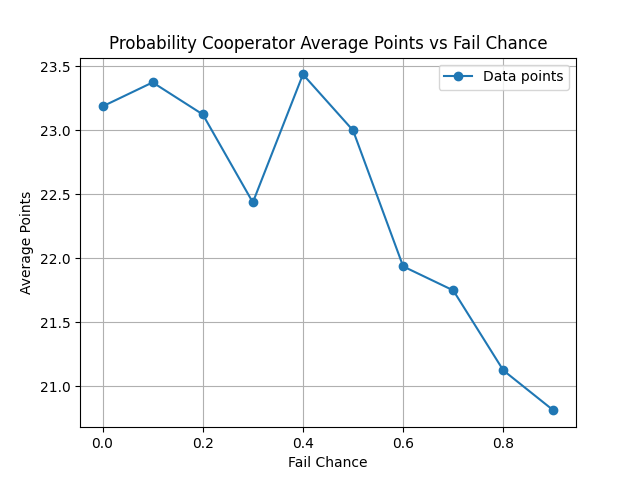 Probability Cooperator Average Points vs Fail Chance
Data points
23.5
23.0
22.5
22.0
21.5
21.0
Average Points
0.0 0.2 0.4 0.6 0.8
Fail Chance